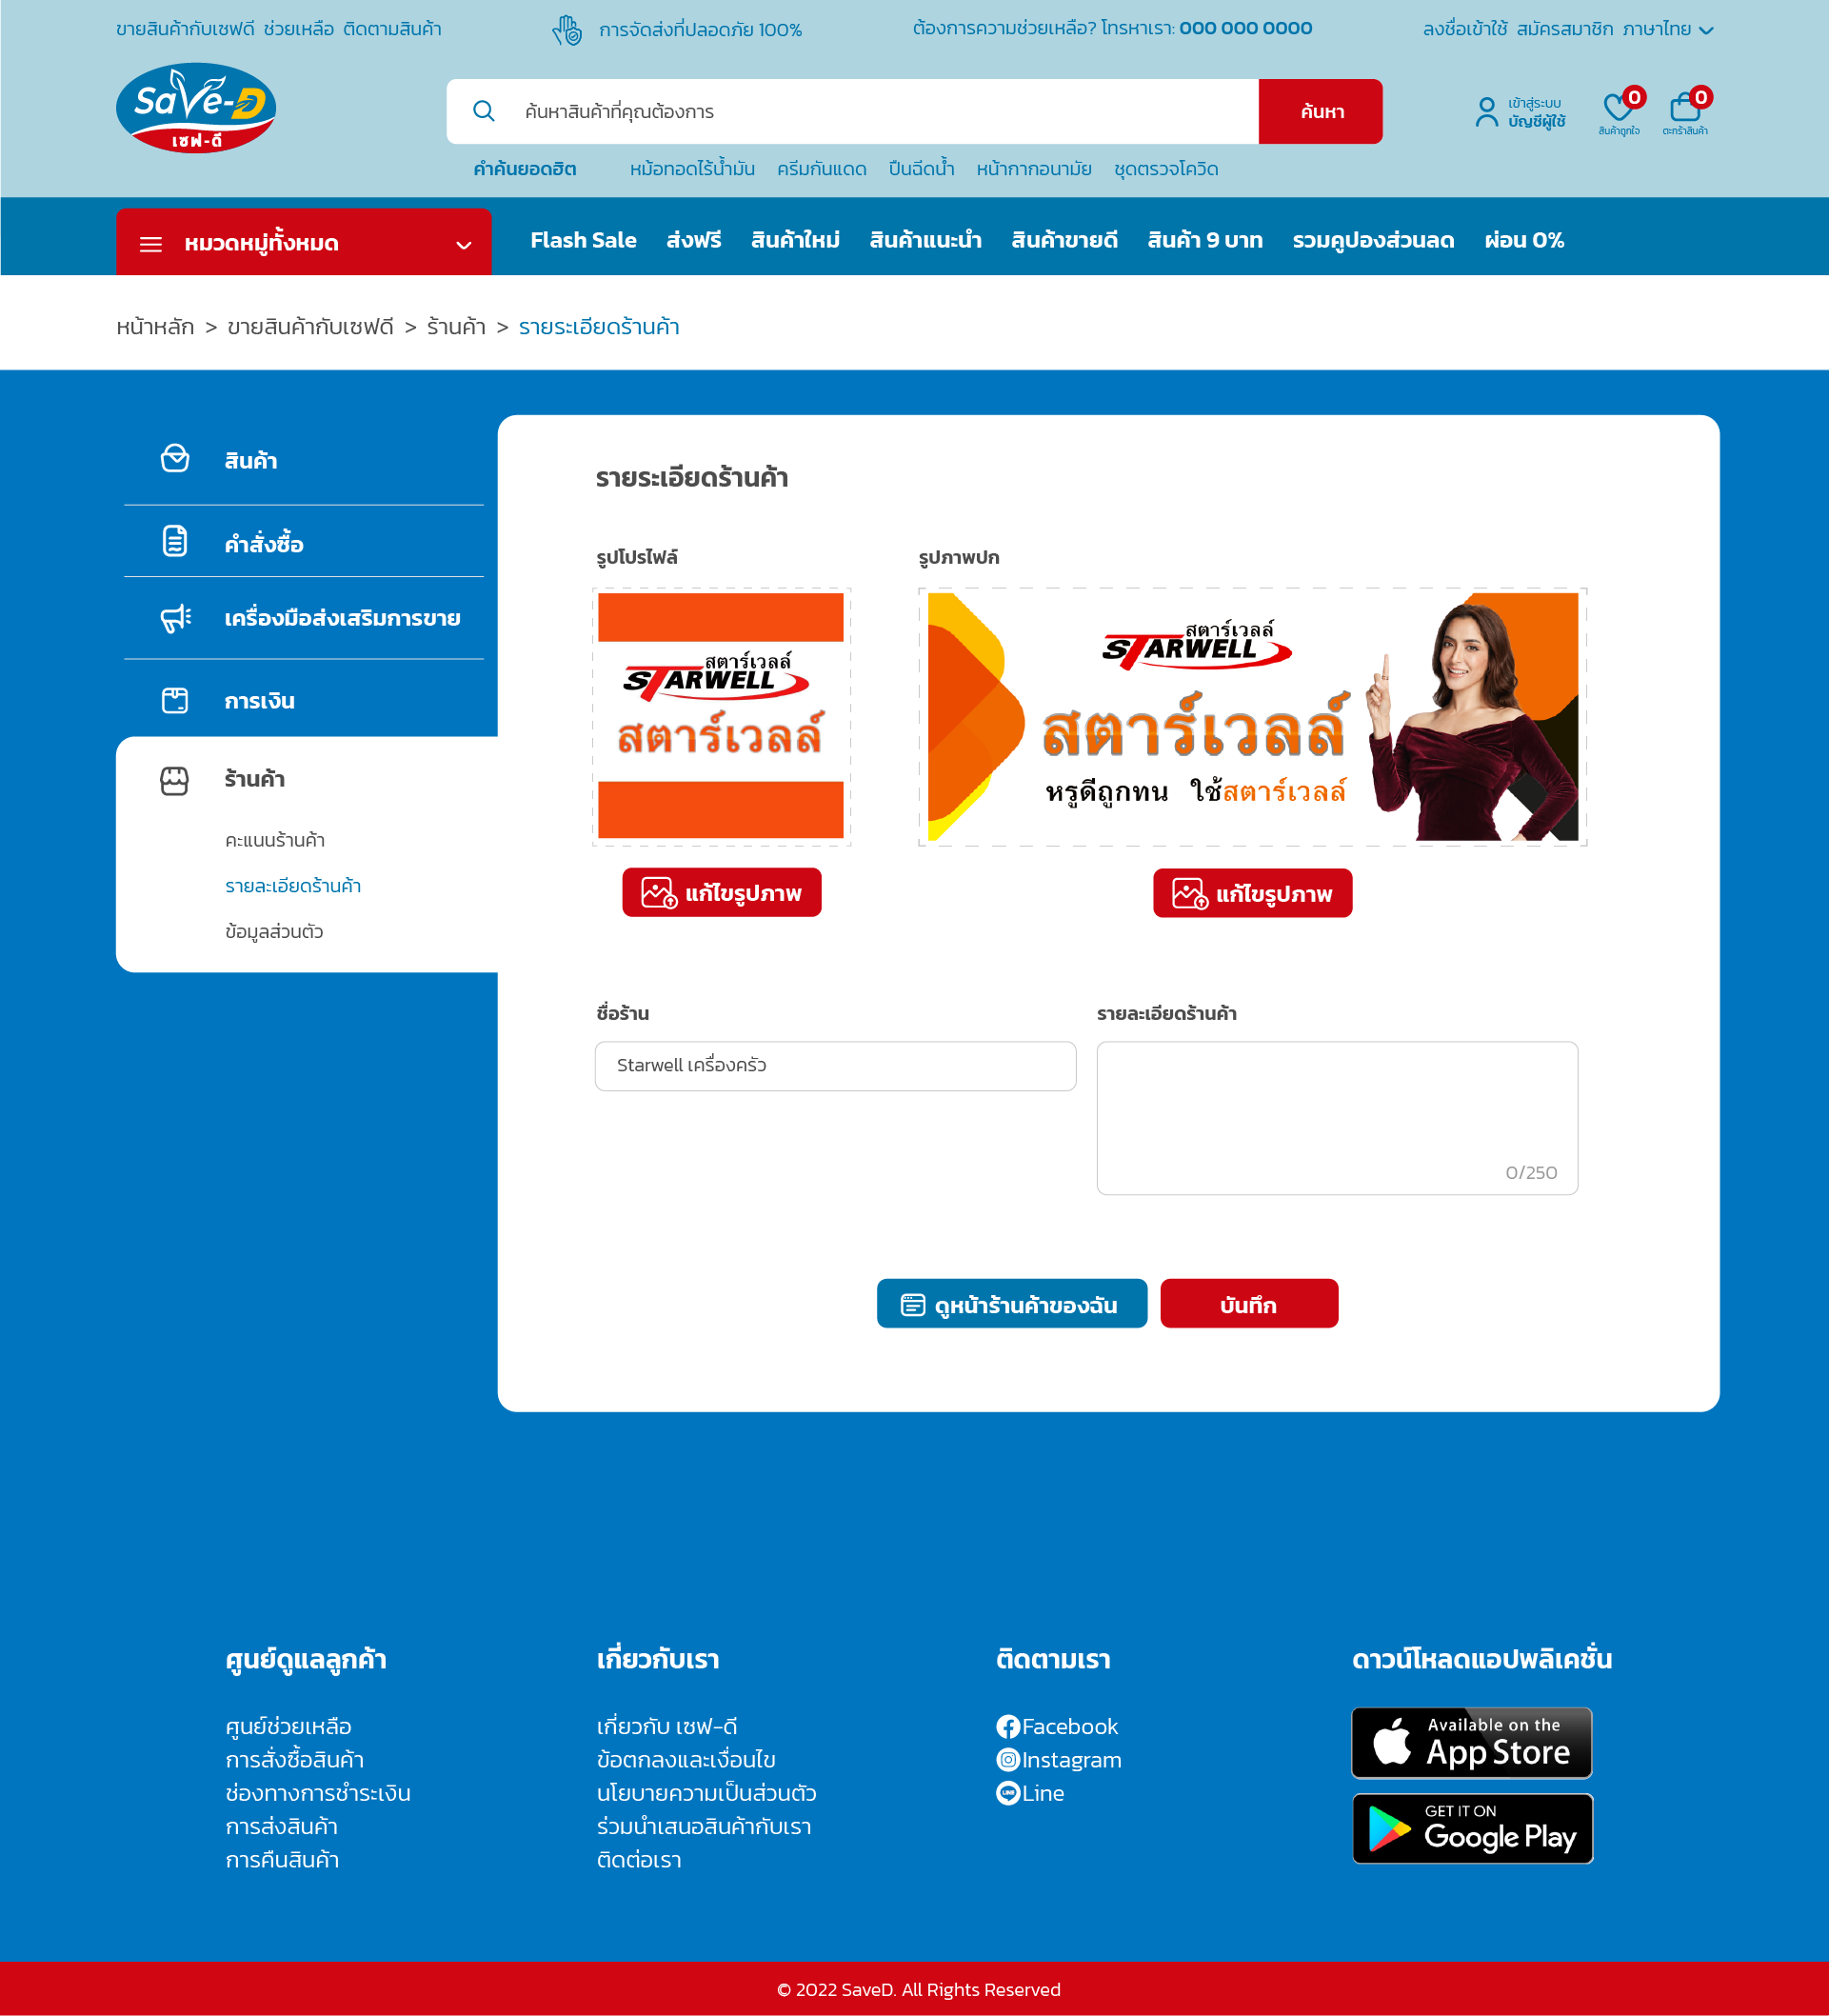 ขายสินค้ากับเซฟดี ช่วยเหลือ ติดตามสินค้า
การจัดส่งที่ปลอดภัย 100%
ต้องการความช่วยเหลือ? โทรหาเรา: 000 000 0000
ลงชื่อเข้าใช้ สมัครสมาชิก ภาษาไทย
SaVe-D
เซฟ-ดี
ค้นหาสินค้าที่คุณต้องการ
ค้นหา
เข้าสู่ระบบ
บัญชีผู้ใช้
0
สินค้าถูกใจ
0
ตะกร้าสินค้า
คำค้นยอดฮิต หม้อทอดไร้น้ำมัน ครีมกันแดด ปืนฉีดน้ำ หน้ากากอนามัย ชุดตรวจโควิด
หมวดหมู่ทั้งหมด
Flash Sale ส่งฟรี สินค้าใหม่ สินค้าแนะนำ สินค้าขายดี สินค้า 9 บาท รวมคูปองส่วนลด ผ่อน 0%
หน้าหลัก > ขายสินค้ากับเซฟดี > ร้านค้า > รายระเอียดร้านค้า
สินค้า
คำสั่งซื้อ
เครื่องมือส่งเสริมการขาย
การเงิน
ร้านค้า
คะแนนร้านค้า
รายละเอียดร้านค้า
ข้อมูลส่วนตัว
รายระเอียดร้านค้า
รูปโปรไฟล์
สตาร์เวลล์
STARWELL
สตาร์เวลล์
แก้ไขรูปภาพ
รูปภาพปก
สตาร์เวลล์
STARWELL
สตาร์เวลล์
หรูดีถูกทน ใช้สตาร์เวลล์
แก้ไขรูปภาพ
ชื่อร้าน
Starwell เครื่องครัว
รายละเอียดร้านค้า
0/250
ดูหน้าร้านค้าของฉัน
บันทึก
ศูนย์ดูแลลูกค้า
ศูนย์ช่วยเหลือ
การสั่งซื้อสินค้า
ช่องทางการชำระเงิน
การส่งสินค้า
การคืนสินค้า
เกี่ยวกับเรา
เกี่ยวกับ เซฟ-ดี
ข้อตกลงและเงื่อนไข
นโยบายความเป็นส่วนตัว
ร่วมนำเสนอสินค้ากับเรา
ติดต่อเรา
ติดตามเรา
Facebook
Instagram
LINE
Line
ดาวน์โหลดแอปพลิเคชั่น
Available on the
App Store
GET IT ON
Google Play
© 2022 SaveD. All Rights Reserved